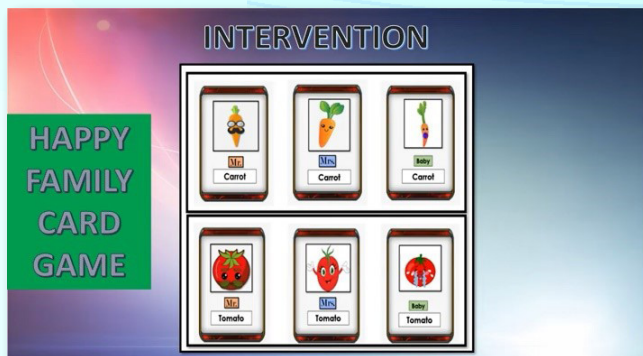 INTERVENTION
HAPPY
FAMILY
CARD
GAME
Mr. Mrs. Baby
Carrot Carrot Carrot
Mr. Mrs. Baby
Tomato Tomato Tomato